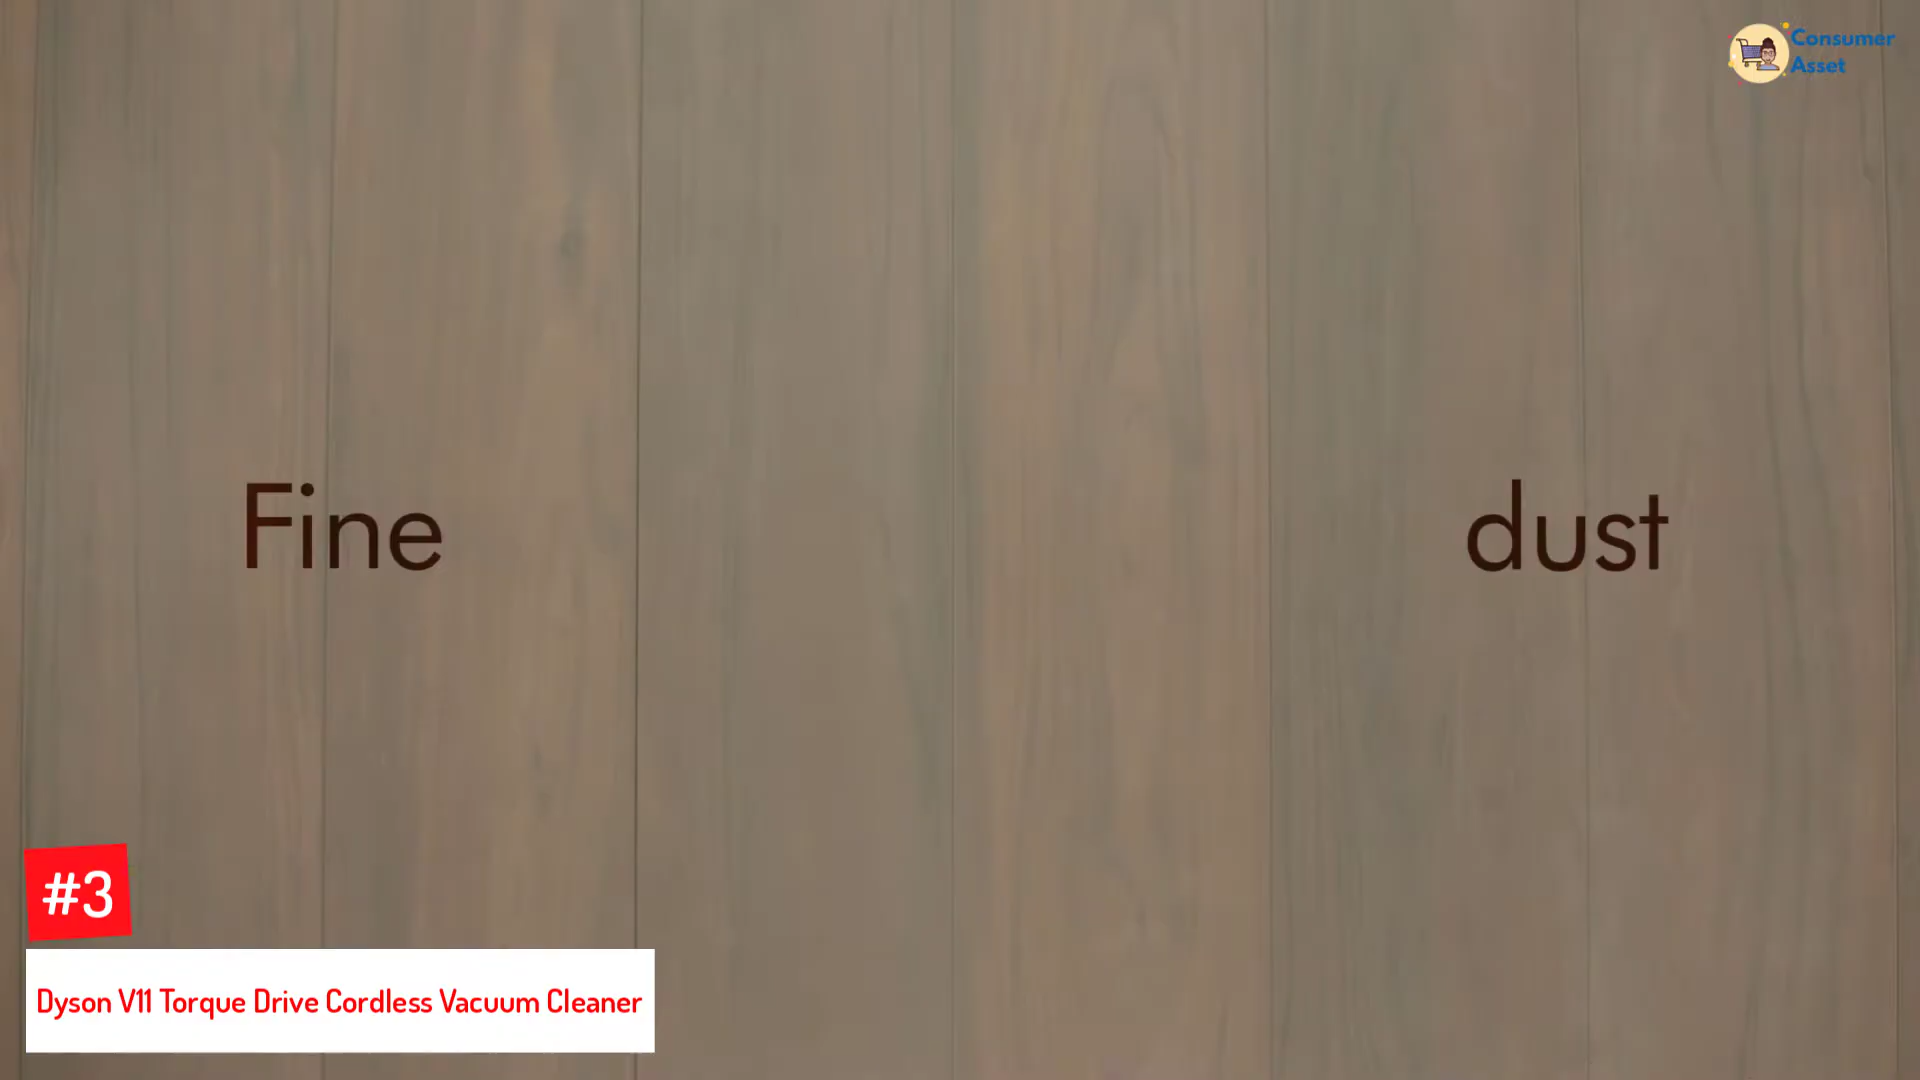 Consumer
Asset
Fine dust
#3
Dyson V11 Torque Drive Cordless Vacuum Cleaner